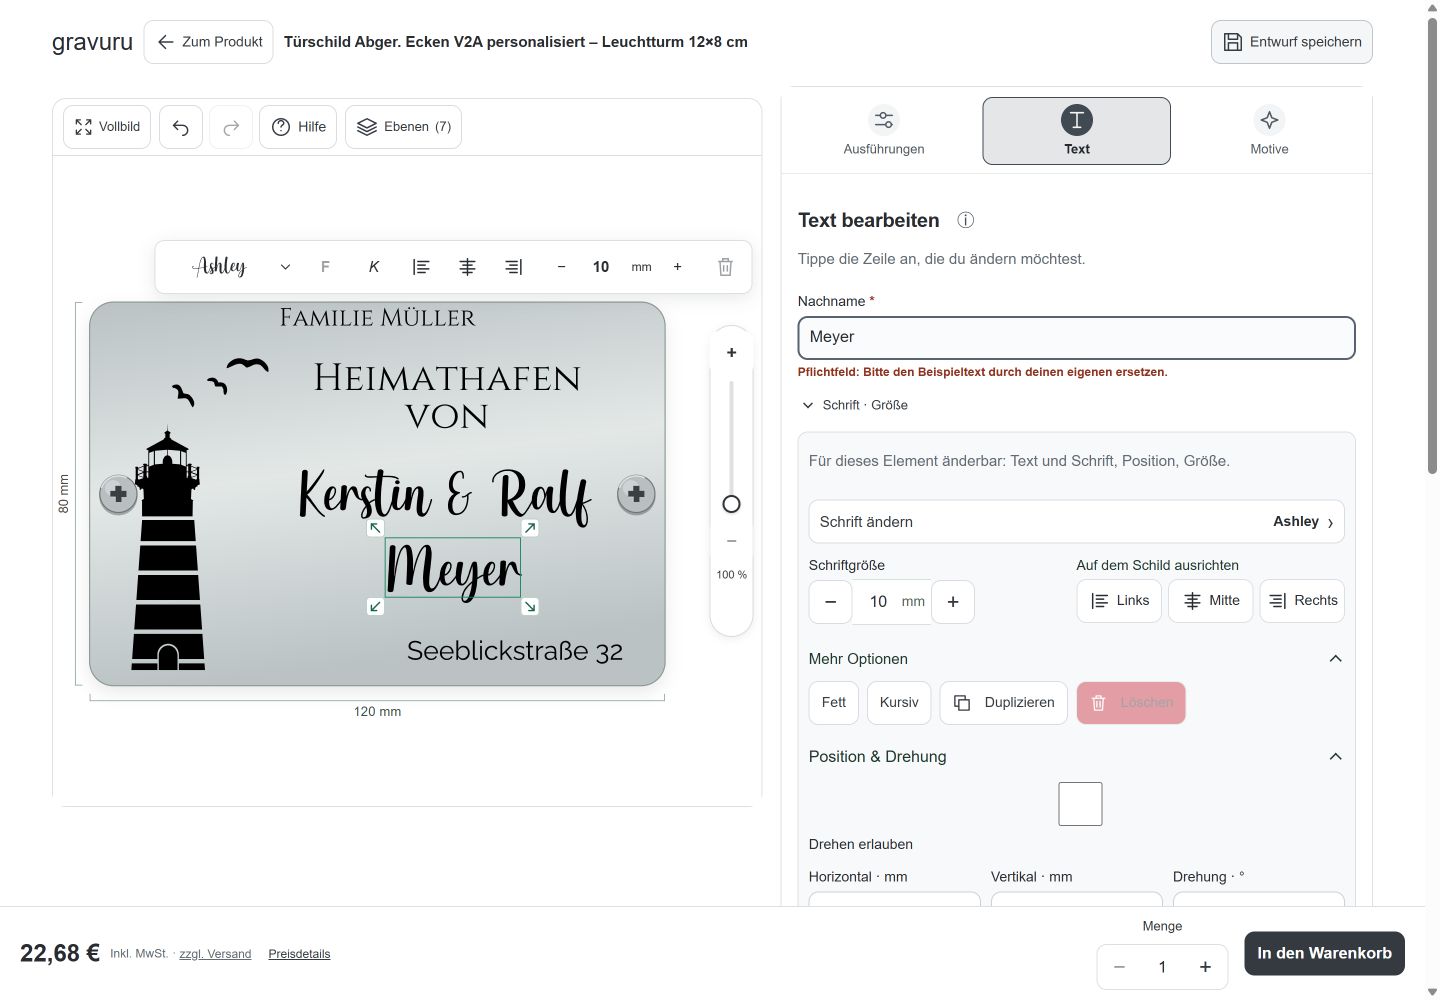 gravuru
Zum Produkt
Türschild Abger. Ecken V2A personalisiert – Leuchtturm 12×8 cm
Entwurf speichern
Vollbild
Hilfe
Ebenen (7)
Ausführungen
Text
Motive
Ashley
F
K
− 10 mm +
Familie Müller
Heimathafen
von
Kerstin & Ralf
Meyer
Seeblickstraße 32
80 mm
120 mm
+
−
100 %
Text bearbeiten
Tippe die Zeile an, die du ändern möchtest.
Nachname *
Meyer
Pflichtfeld: Bitte den Beispieltext durch deinen eigenen ersetzen.
Schrift · Größe
Für dieses Element änderbar: Text und Schrift, Position, Größe.
Schrift ändern
Ashley ›
Schriftgröße
Auf dem Schild ausrichten
− 10 mm +
Links
Mitte
Rechts
Mehr Optionen
Fett
Kursiv
Duplizieren
Löschen
Position & Drehung
Drehen erlauben
Horizontal · mm
Vertikal · mm
Drehung · °
22,68 €
Inkl. MwSt. · zzgl. Versand
Preisdetails
Menge
− 1 +
In den Warenkorb